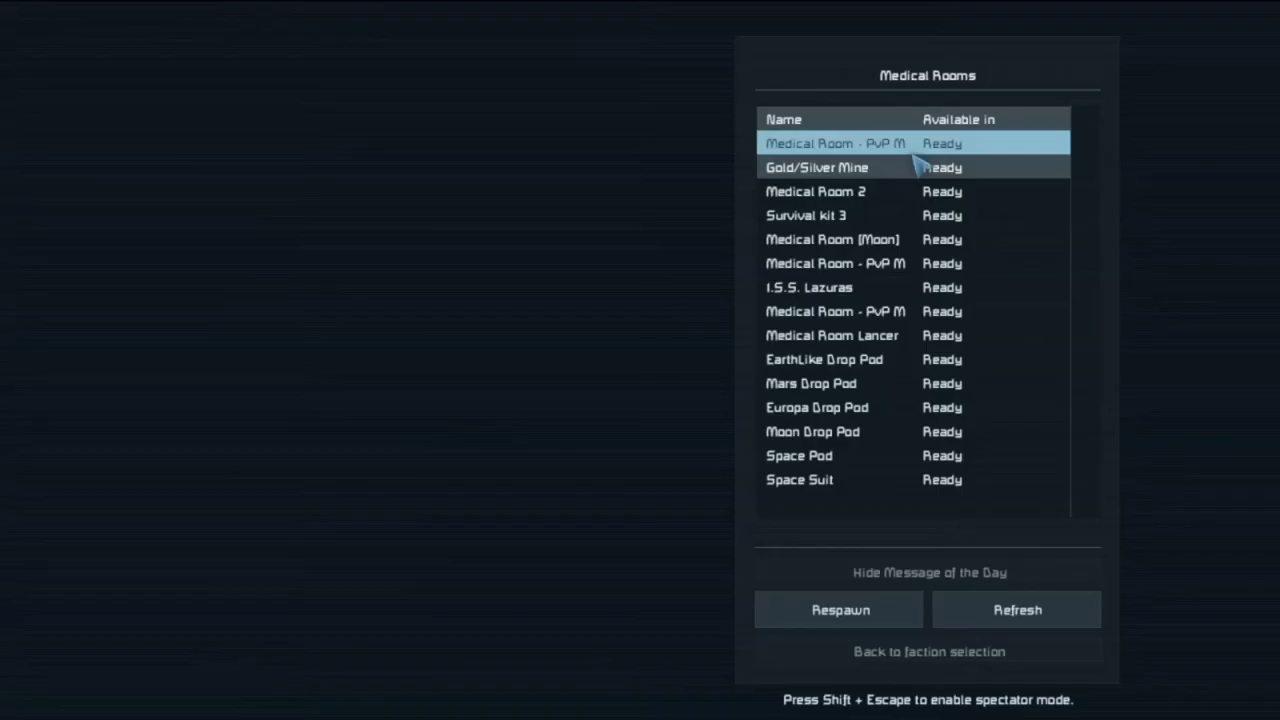 Medical Rooms
Name Available in
Medical Room - PvP M Ready
Gold/Silver Mine Ready
Medical Room 2 Ready
Survival kit 3 Ready
Medical Room [Moon] Ready
Medical Room - PvP M Ready
I.S.S. Lazuras Ready
Medical Room - PvP M Ready
Medical Room Lancer Ready
EarthLike Drop Pod Ready
Mars Drop Pod Ready
Europa Drop Pod Ready
Moon Drop Pod Ready
Space Pod Ready
Space Suit Ready
Hide Message of the Day
Respawn Refresh
Back to faction selection
Press Shift + Escape to enable spectator mode.